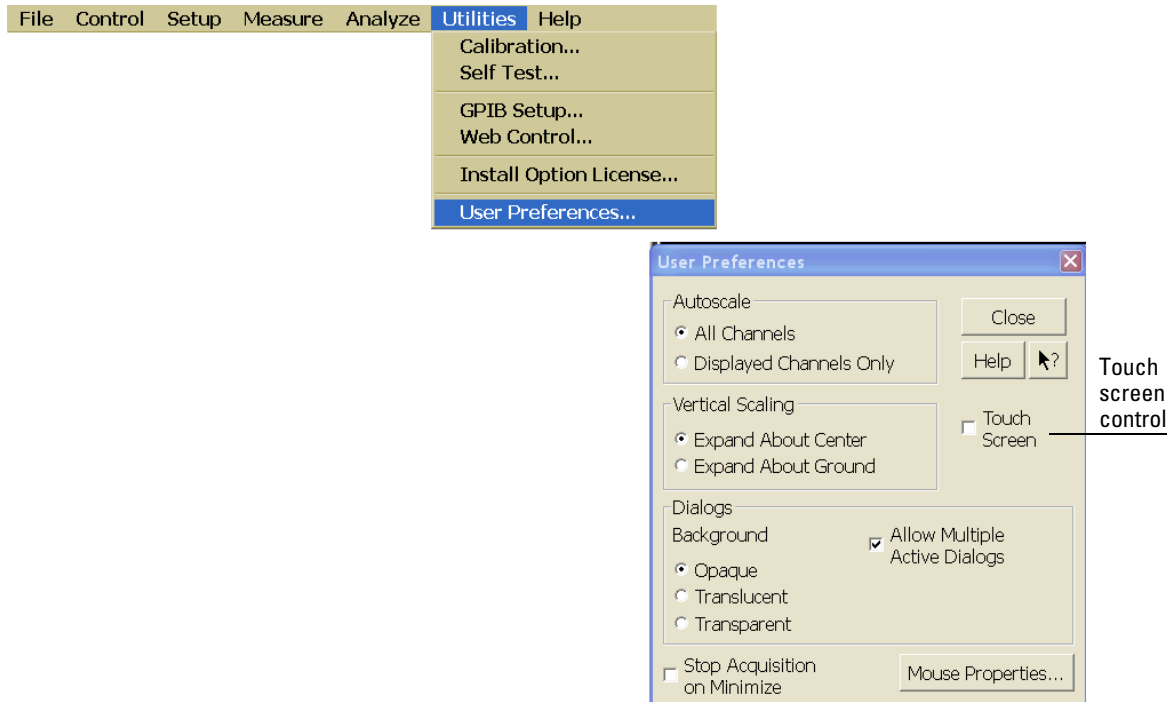 File Control Setup Measure Analyze Utilities Help
Calibration...
Self Test...
GPIB Setup...
Web Control...
Install Option License...
User Preferences...
User Preferences
Autoscale
All Channels
Displayed Channels Only
Close
Help ?
Vertical Scaling
Expand About Center
Expand About Ground
Touch
Screen
Touch
screen
control
Dialogs
Background
Opaque
Translucent
Transparent
Allow Multiple
Active Dialogs
Stop Acquisition
on Minimize
Mouse Properties...